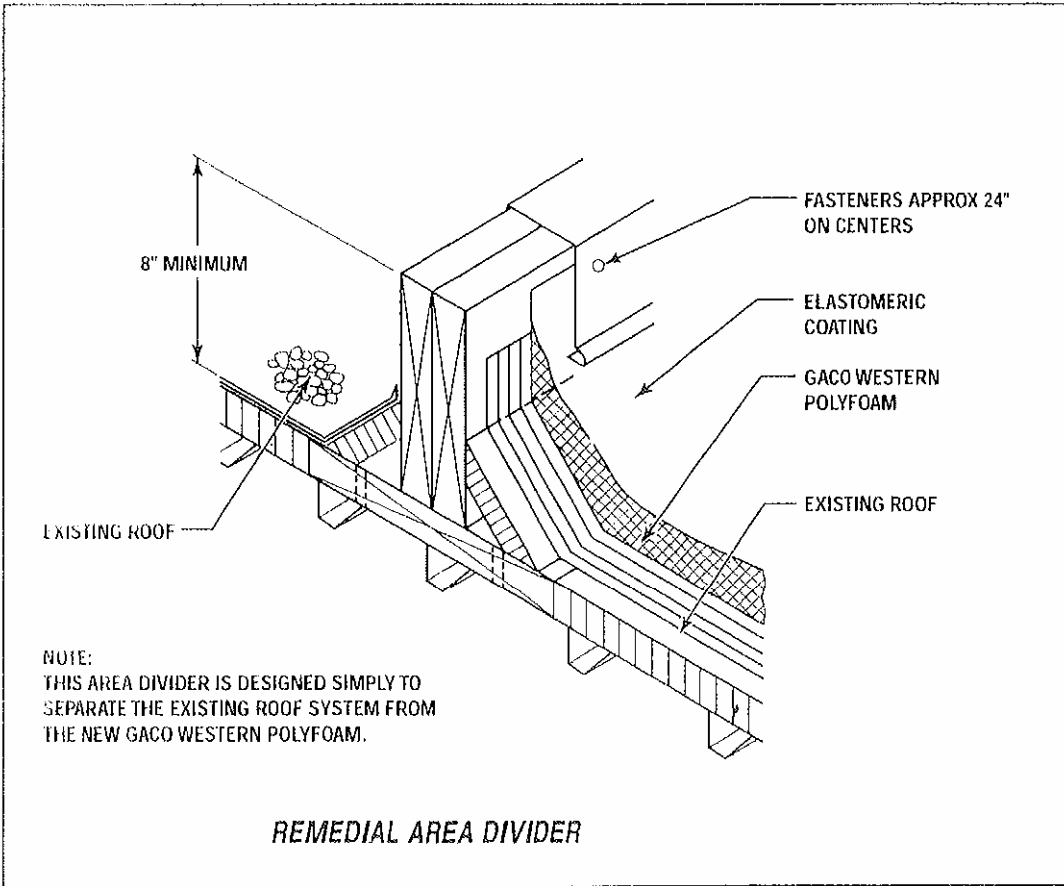 FASTENERS APPROX 24"
ON CENTERS
8" MINIMUM
ELASTOMERIC
COATING
GACO WESTERN
POLYFOAM
EXISTING ROOF
EXISTING ROOF
NOTE:
THIS AREA DIVIDER IS DESIGNED SIMPLY TO
SEPARATE THE EXISTING ROOF SYSTEM FROM
THE NEW GACO WESTERN POLYFOAM.
REMEDIAL AREA DIVIDER